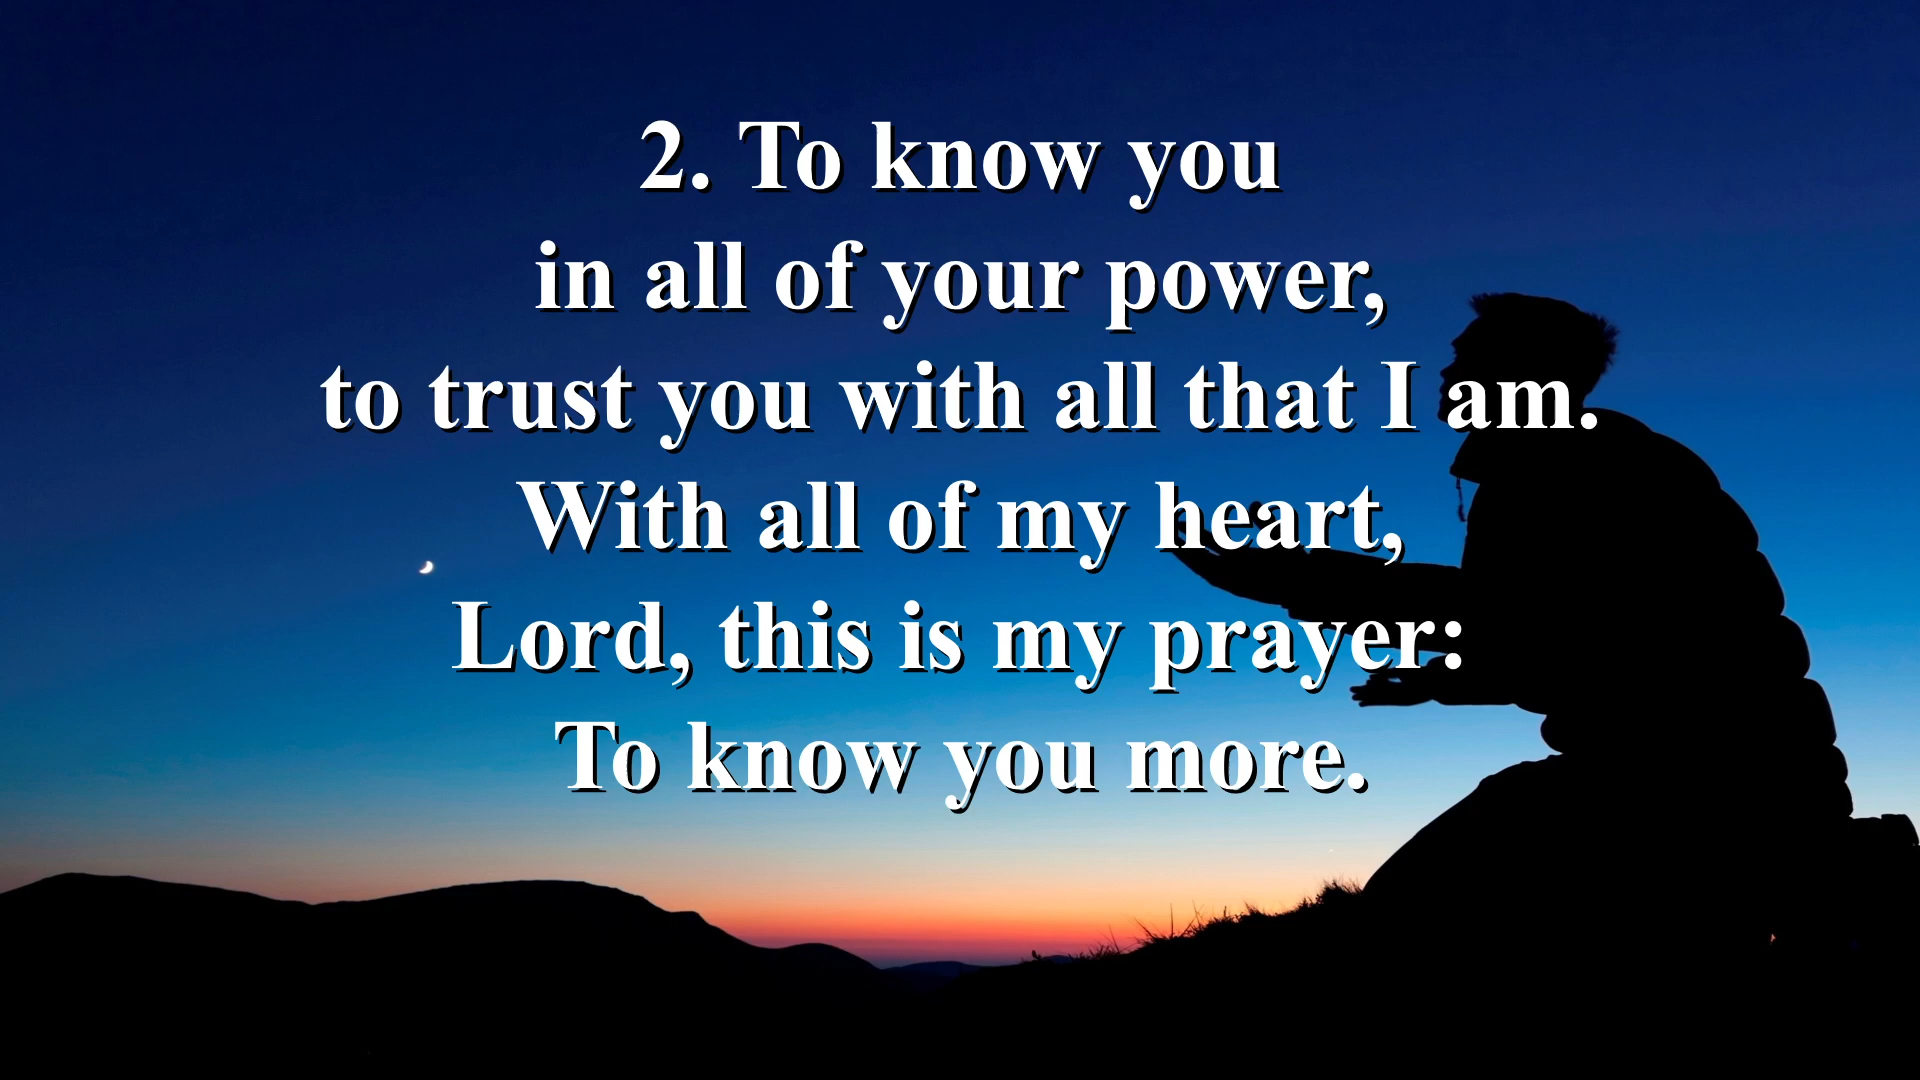 2. To know you
in all of your power,
to trust you with all that I am.
With all of my heart,
Lord, this is my prayer:
To know you more.